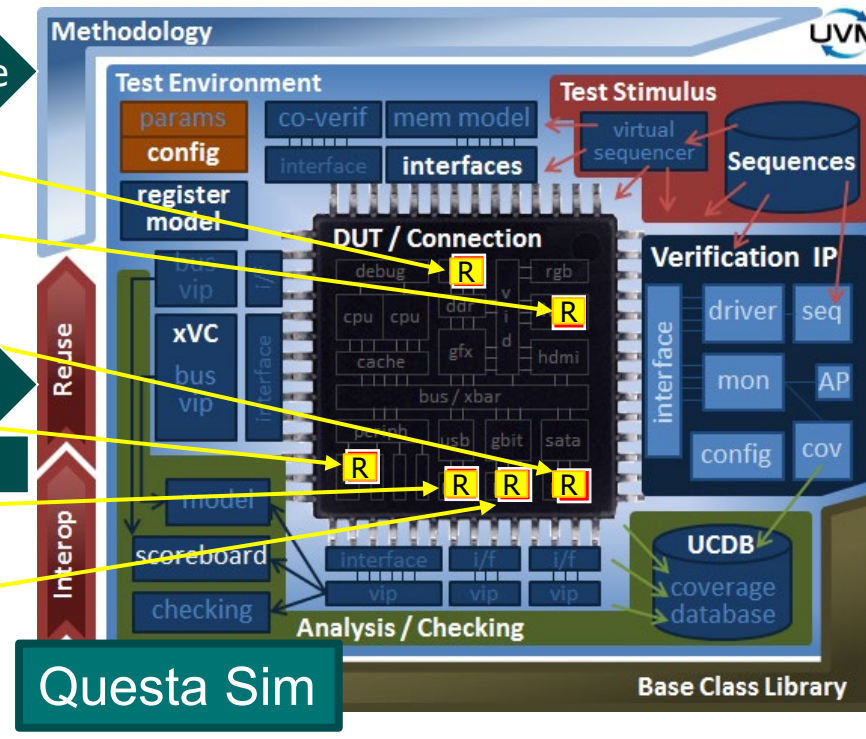 Methodology
UVM
e
Test Environment
Test Stimulus
params
config
co-verif
mem model
virtual
sequencer
Sequences
interface
interfaces
register
model
DUT / Connection
Verification IP
bus
vip
i/f
debug
R
rgb
v
i
d
ddr
R
cpu
cpu
gfx
hdmi
cache
bus / xbar
xVC
bus
vip
interface
interface
driver
seq
mon
AP
config
cov
Reuse
periph
usb
gbit
sata
R
R
R
R
Interop
model
scoreboard
checking
interface
i/f
i/f
vip
vip
vip
UCDB
coverage
database
Analysis / Checking
Questa Sim
Base Class Library